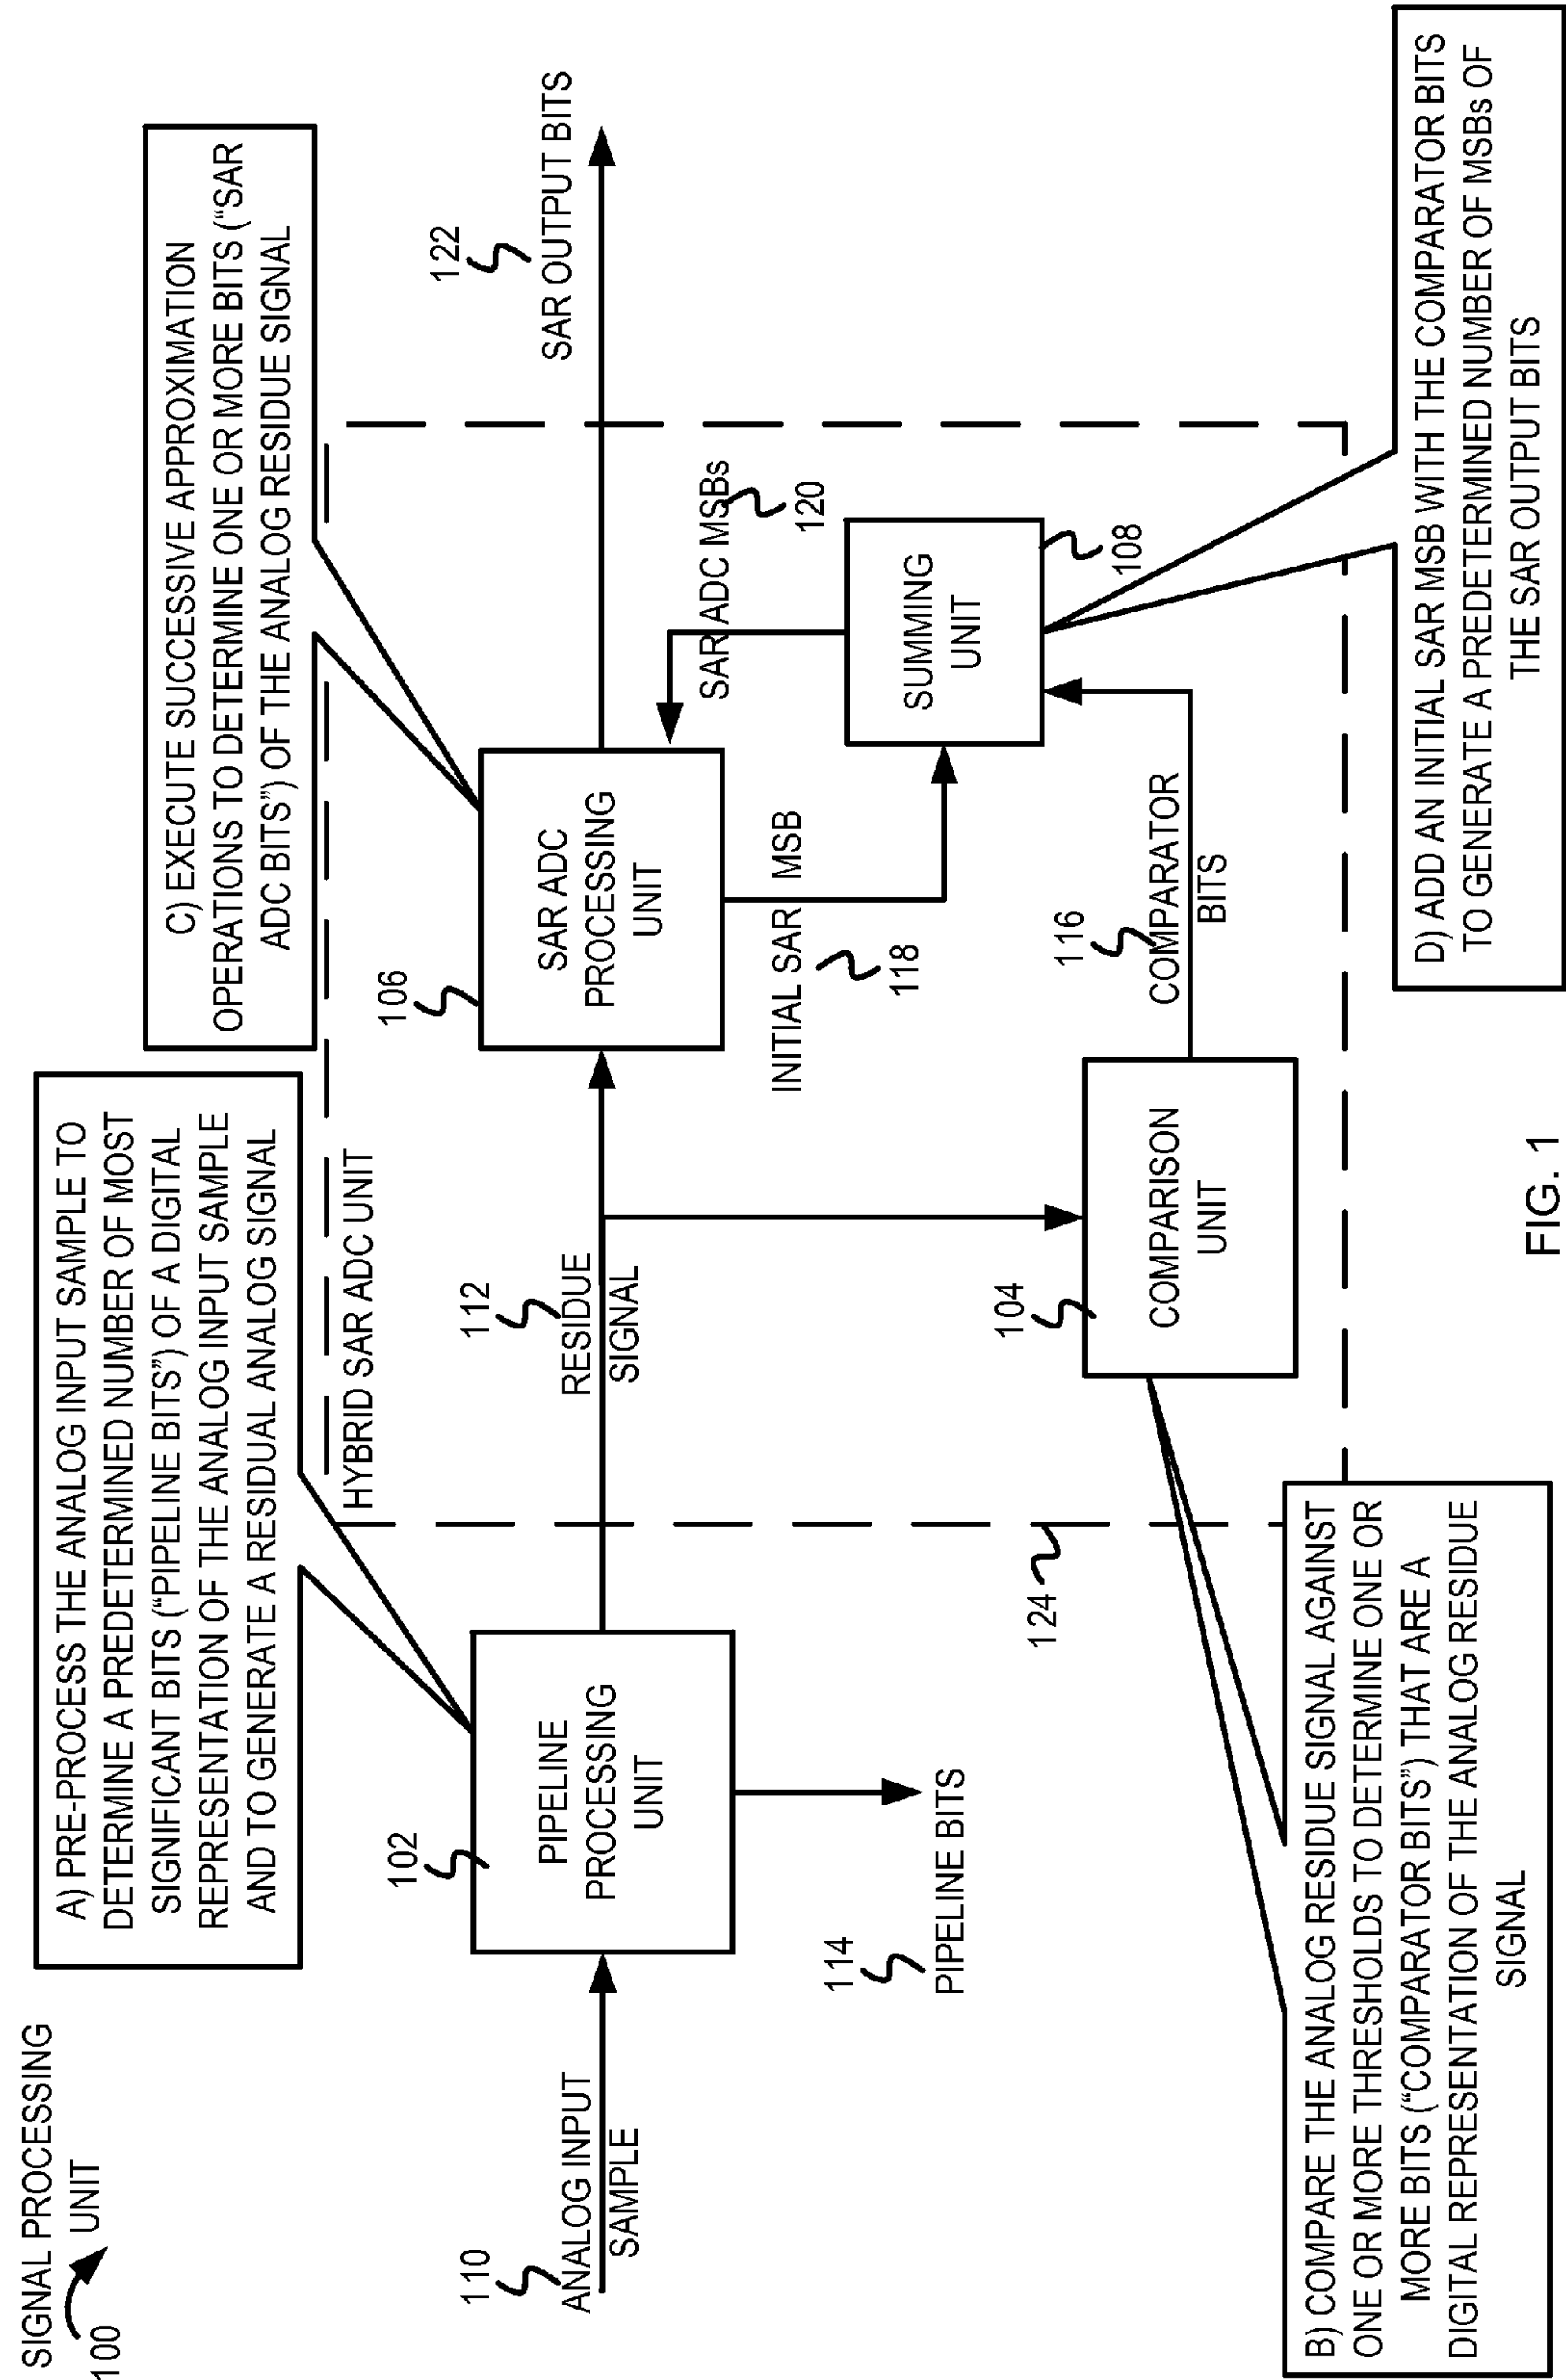 SIGNAL PROCESSING
UNIT
100
A) PRE-PROCESS THE ANALOG INPUT SAMPLE TO
DETERMINE A PREDETERMINED NUMBER OF MOST
SIGNIFICANT BITS (“PIPELINE BITS”) OF A DIGITAL
REPRESENTATION OF THE ANALOG INPUT SAMPLE
AND TO GENERATE A RESIDUAL ANALOG SIGNAL
C) EXECUTE SUCCESSIVE APPROXIMATION
OPERATIONS TO DETERMINE ONE OR MORE BITS (“SAR
ADC BITS”) OF THE ANALOG RESIDUE SIGNAL
HYBRID SAR ADC UNIT
110
ANALOG INPUT
SAMPLE
102
PIPELINE
PROCESSING
UNIT
114
PIPELINE BITS
112
RESIDUE
SIGNAL
106
SAR ADC
PROCESSING
UNIT
122
SAR OUTPUT BITS
INITIAL SAR MSB
118
SAR ADC MSBs
120
SUMMING
UNIT
108
104
COMPARISON
UNIT
116
COMPARATOR
BITS
124
B) COMPARE THE ANALOG RESIDUE SIGNAL AGAINST
ONE OR MORE THRESHOLDS TO DETERMINE ONE OR
MORE BITS (“COMPARATOR BITS”) THAT ARE A
DIGITAL REPRESENTATION OF THE ANALOG RESIDUE
SIGNAL
D) ADD AN INITIAL SAR MSB WITH THE COMPARATOR BITS
TO GENERATE A PREDETERMINED NUMBER OF MSBs OF
THE SAR OUTPUT BITS
FIG. 1